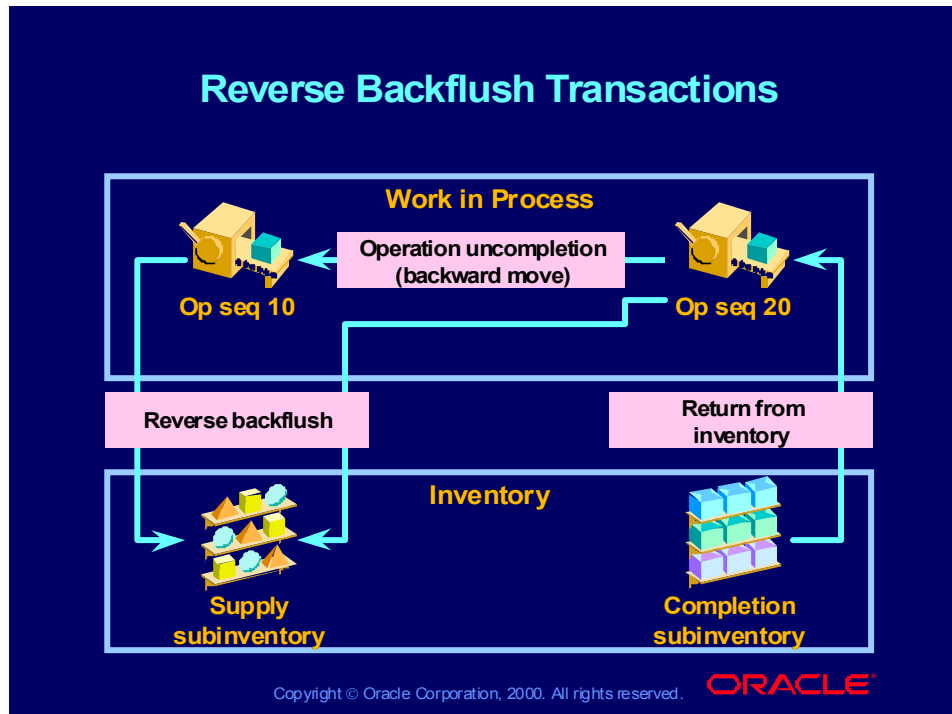 Reverse Backflush Transactions
Work in Process
Operation uncompletion
(backward move)
Op seq 10
Op seq 20
Reverse backflush
Return from
inventory
Inventory
Supply
subinventory
Completion
subinventory
Copyright © Oracle Corporation, 2000. All rights reserved.
ORACLE®